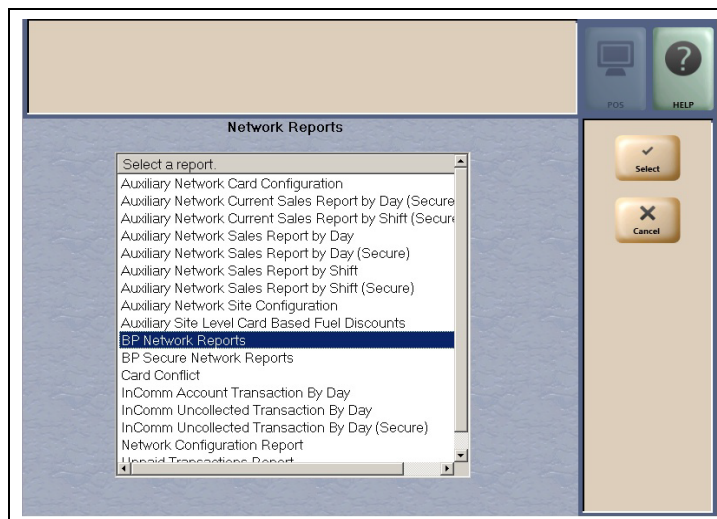 POS
HELP
Network Reports
Select a report.
Auxiliary Network Card Configuration
Auxiliary Network Current Sales Report by Day (Secure
Auxiliary Network Current Sales Report by Shift (Secure
Auxiliary Network Sales Report by Day
Auxiliary Network Sales Report by Day (Secure)
Auxiliary Network Sales Report by Shift
Auxiliary Network Sales Report by Shift (Secure)
Auxiliary Network Site Configuration
Auxiliary Site Level Card Based Fuel Discounts
BP Network Reports
BP Secure Network Reports
Card Conflict
InComm Account Transaction By Day
InComm Uncollected Transaction By Day
InComm Uncollected Transaction By Day (Secure)
Network Configuration Report
Unpaid Transactions Report
Select
Cancel